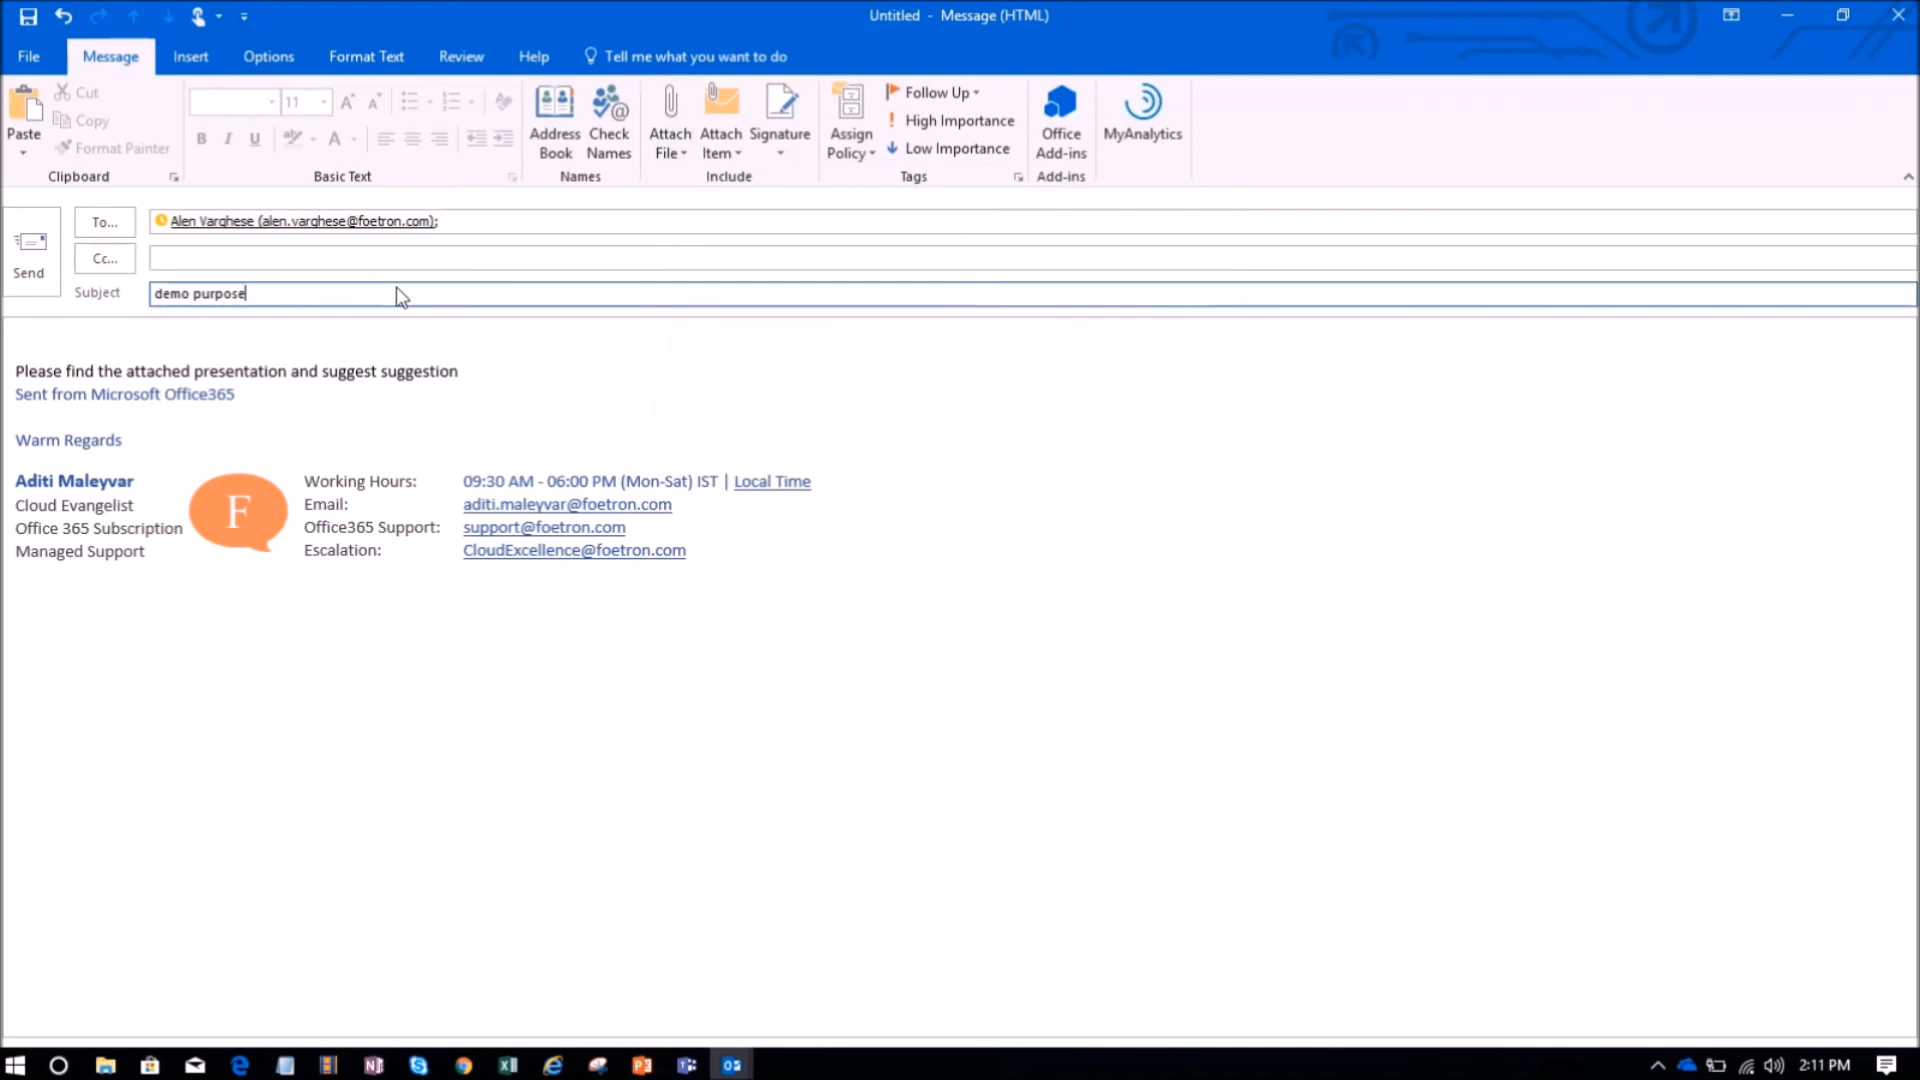 Untitled - Message (HTML)
File Message Insert Options Format Text Review Help Tell me what you want to do
Paste
Cut
Copy
Format Painter
Clipboard
11
B I U A
Basic Text
Address Book
Check Names
Names
Attach File
Attach Item
Signature
Include
Assign Policy
Follow Up
High Importance
Low Importance
Tags
Office Add-ins
Add-ins
MyAnalytics
Send
To... Alen Varghese (alen.varghese@foetron.com);
Cc...
Subject demo purpose
Please find the attached presentation and suggest suggestion
Sent from Microsoft Office365
Warm Regards
Aditi Maleyvar
Cloud Evangelist
Office 365 Subscription
Managed Support
F
Working Hours: 09:30 AM - 06:00 PM (Mon-Sat) IST | Local Time
Email: aditi.maleyvar@foetron.com
Office365 Support: support@foetron.com
Escalation: CloudExcellence@foetron.com
2:11 PM